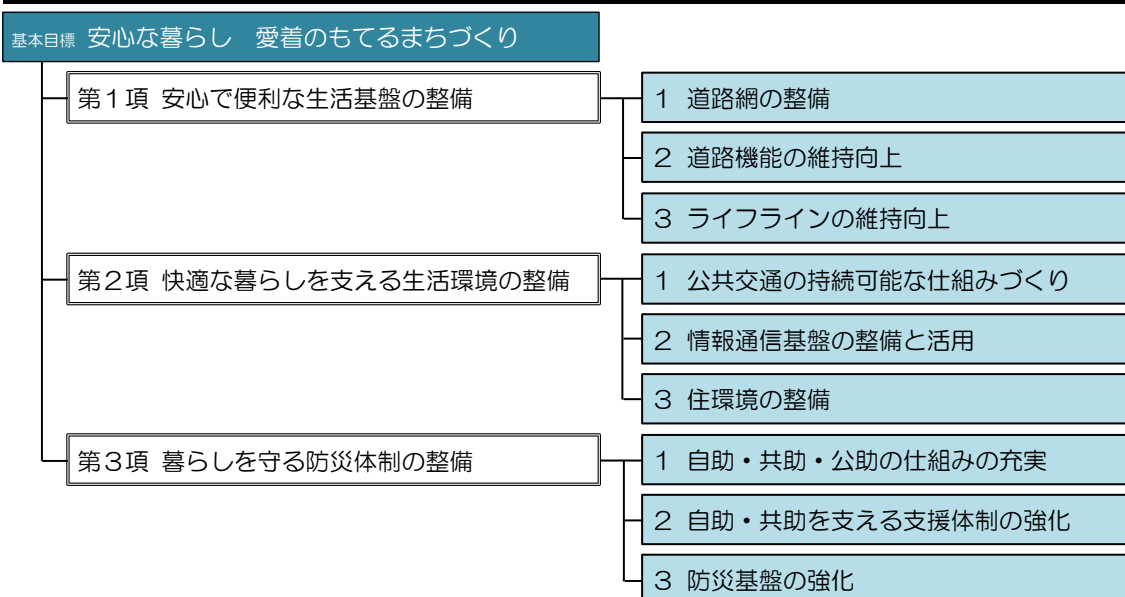 基本目標 安心な暮らし　愛着のもてるまちづくり
第１項 安心で便利な生活基盤の整備
１ 道路網の整備
２ 道路機能の維持向上
３ ライフラインの維持向上
第２項 快適な暮らしを支える生活環境の整備
１ 公共交通の持続可能な仕組みづくり
２ 情報通信基盤の整備と活用
３ 住環境の整備
第３項 暮らしを守る防災体制の整備
１ 自助・共助・公助の仕組みの充実
２ 自助・共助を支える支援体制の強化
３ 防災基盤の強化